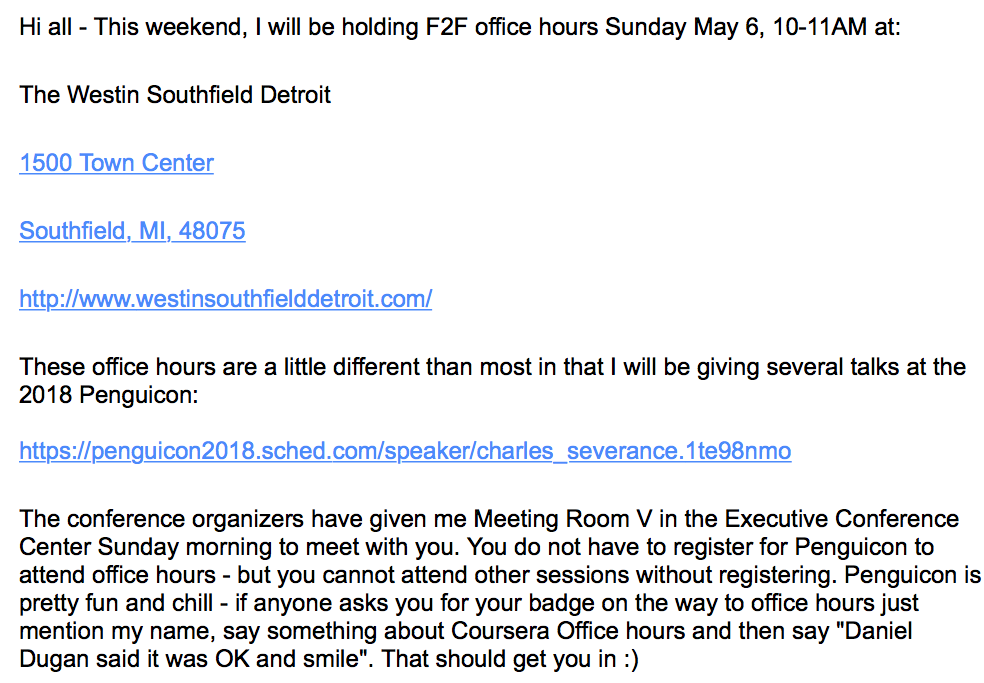 Hi all - This weekend, I will be holding F2F office hours Sunday May 6, 10-11AM at:
The Westin Southfield Detroit
1500 Town Center
Southfield, MI, 48075
http://www.westinsouthfielddetroit.com/
These office hours are a little different than most in that I will be giving several talks at the
2018 Penguicon:
https://penguicon2018.sched.com/speaker/charles_severance.1te98nmo
The conference organizers have given me Meeting Room V in the Executive Conference
Center Sunday morning to meet with you. You do not have to register for Penguicon to
attend office hours - but you cannot attend other sessions without registering. Penguicon is
pretty fun and chill - if anyone asks you for your badge on the way to office hours just
mention my name, say something about Coursera Office hours and then say "Daniel
Dugan said it was OK and smile". That should get you in :)